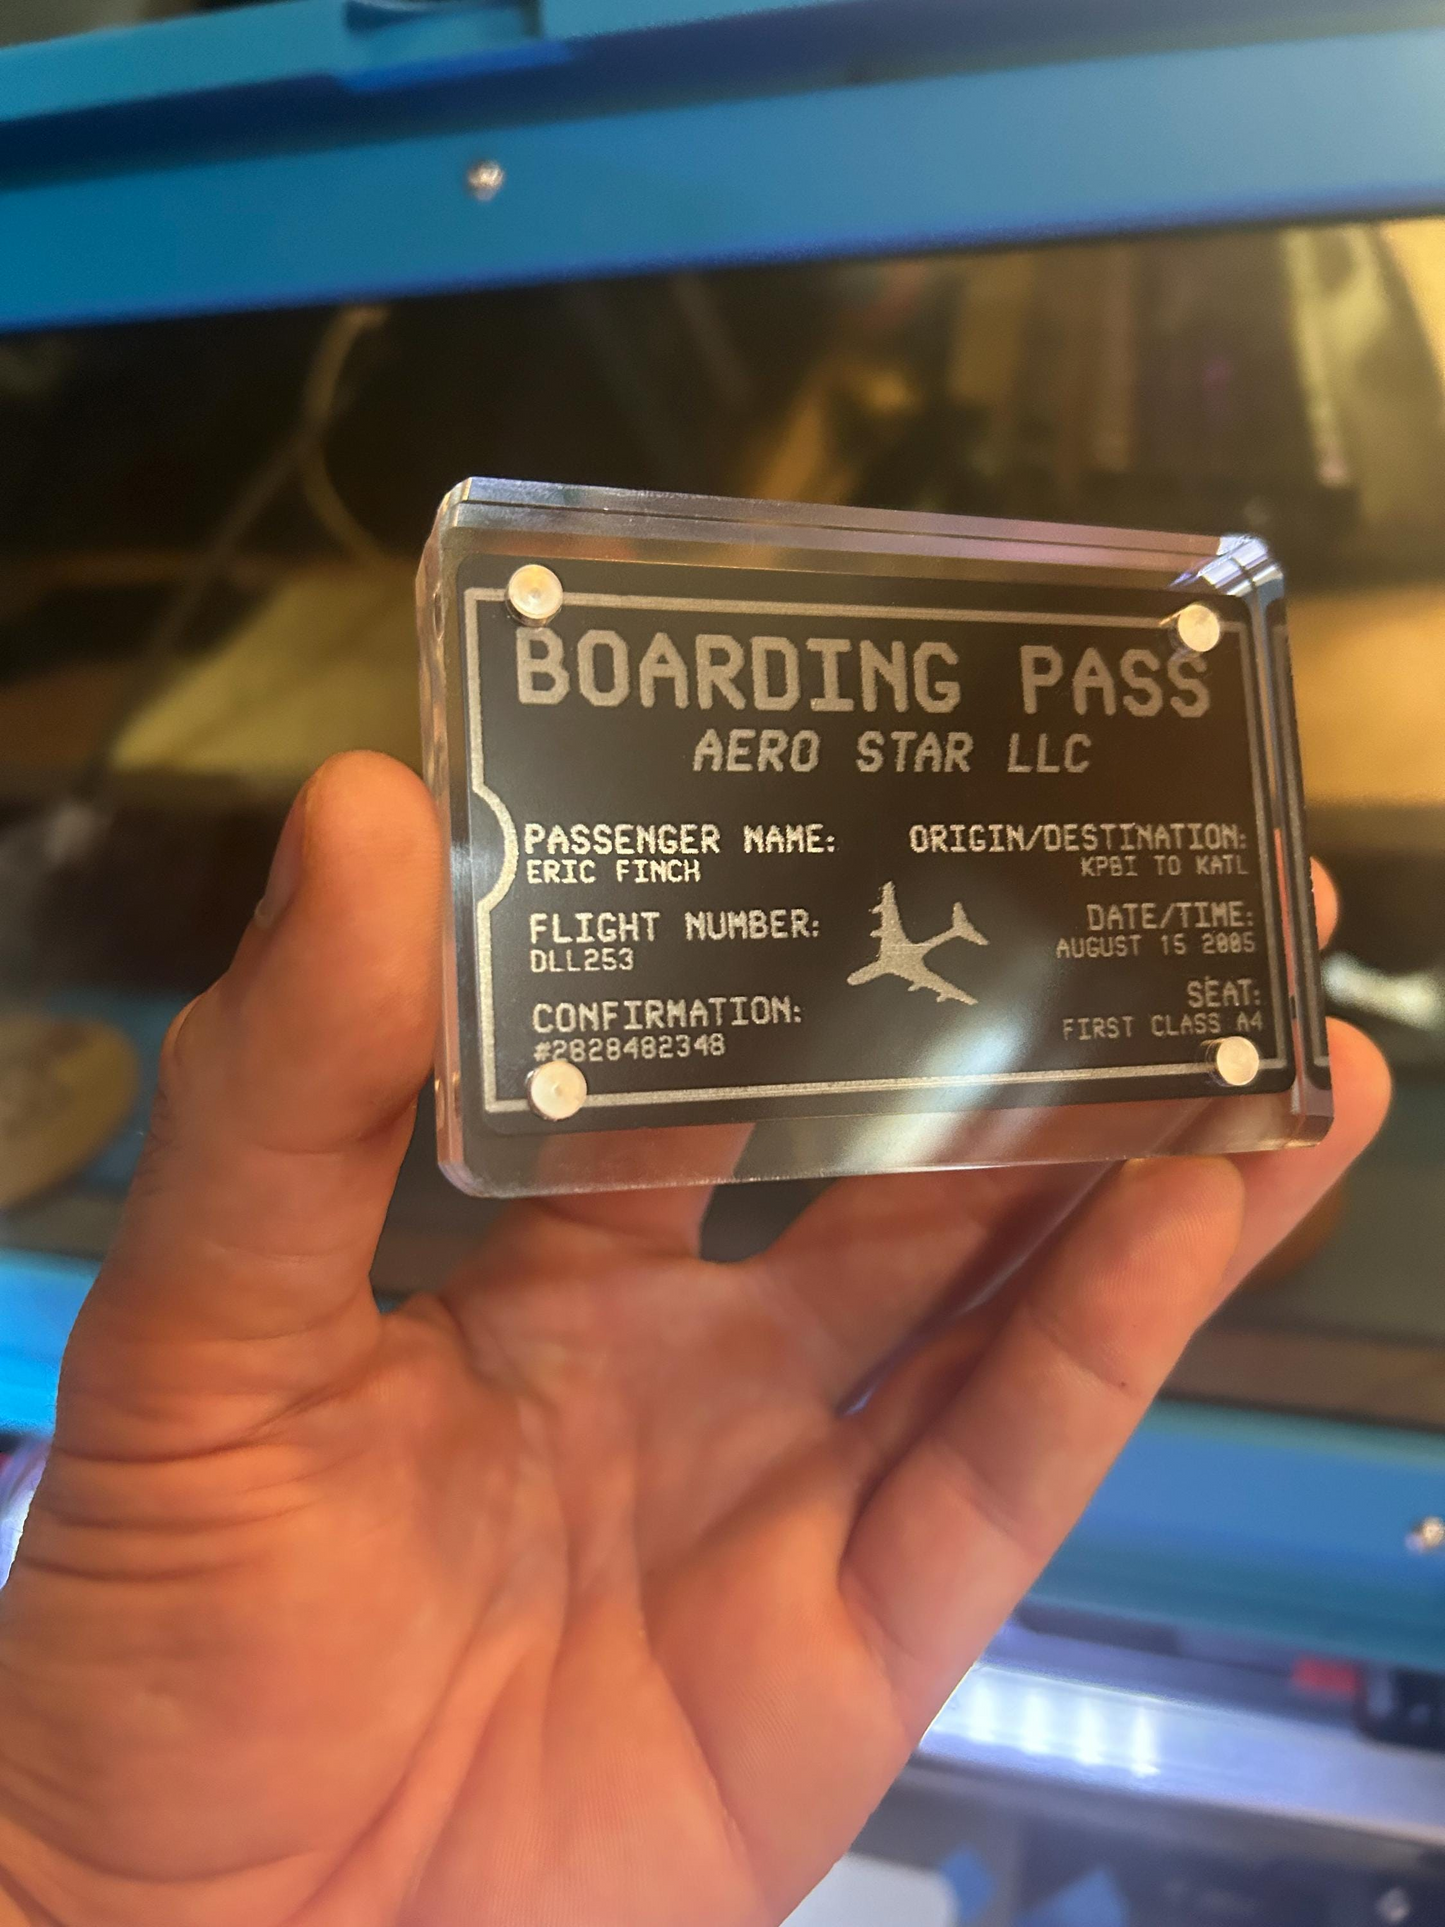 BOARDING PASS
AERO STAR LLC
PASSENGER NAME:
ERIC FINCH
FLIGHT NUMBER:
DLL253
CONFIRMATION:
#2828482348
ORIGIN/DESTINATION:
KPBI TO KATL
DATE/TIME:
AUGUST 15 2005
SEAT:
FIRST CLASS A4